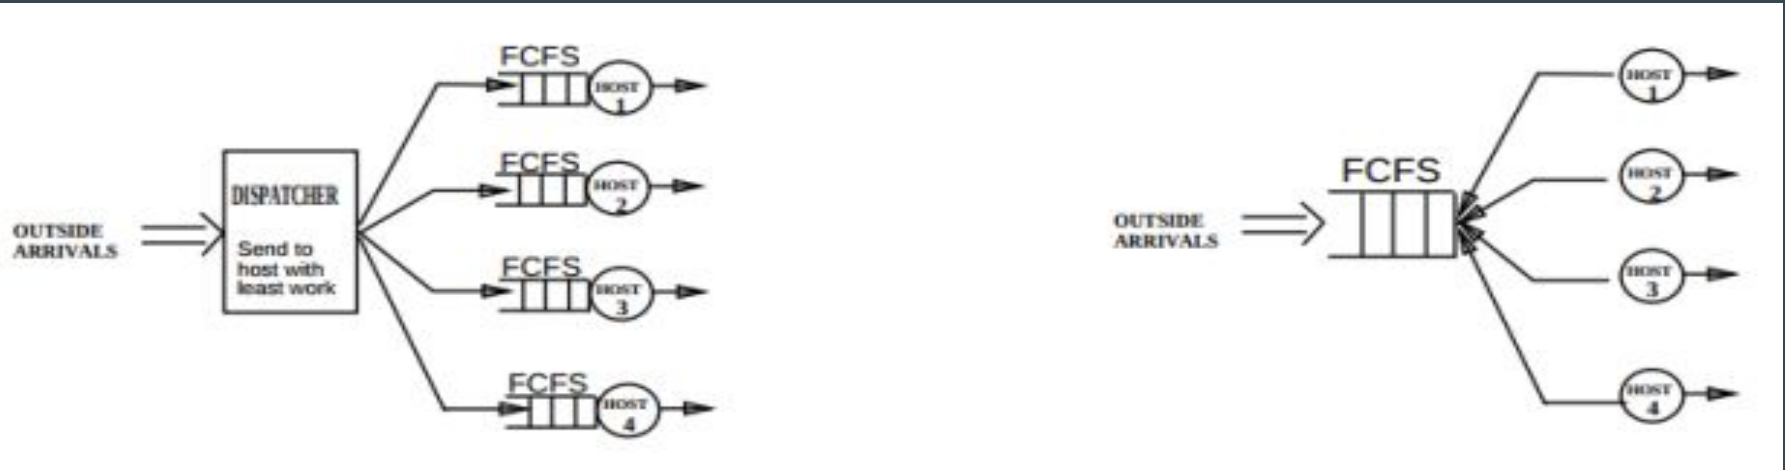 OUTSIDE
ARRIVALS
DISPATCHER
Send to
host with
least work
FCFS
HOST
1
FCFS
HOST
2
FCFS
HOST
3
FCFS
HOST
4
OUTSIDE
ARRIVALS
FCFS
HOST
1
HOST
2
HOST
3
HOST
4